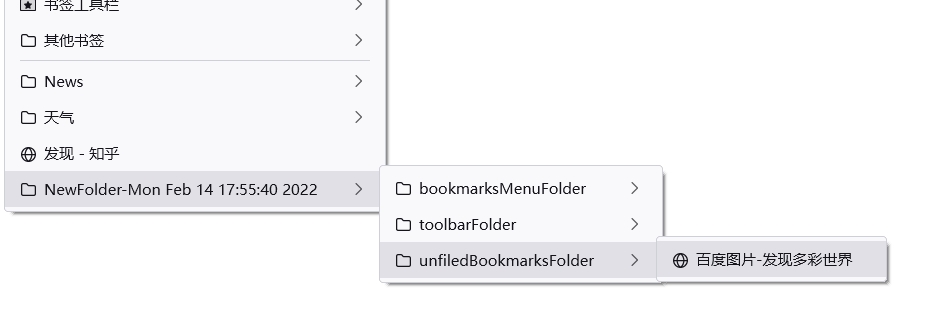 书签工具栏
其他书签
News
天气
发现 - 知乎
NewFolder-Mon Feb 14 17:55:40 2022
bookmarksMenuFolder
toolbarFolder
unfiledBookmarksFolder
百度图片-发现多彩世界